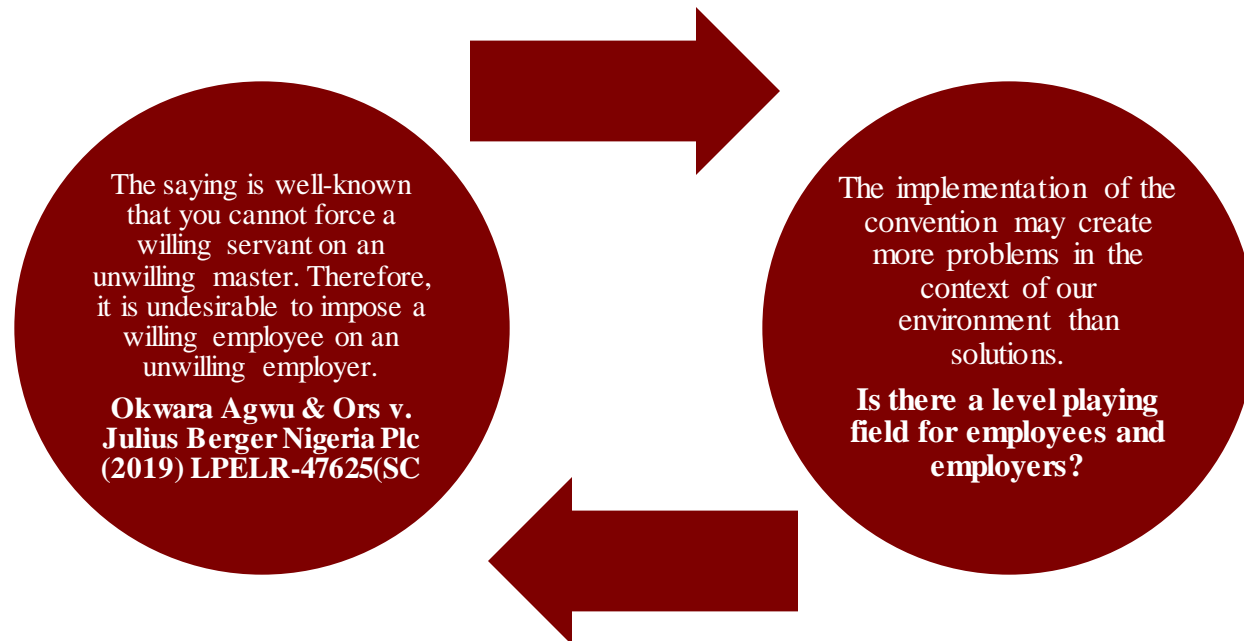 The saying is well-known
that you cannot force a
willing servant on an
unwilling master. Therefore,
it is undesirable to impose a
willing employee on an
unwilling employer.
Okwara Agwu & Ors v.
Julius Berger Nigeria Plc
(2019) LPELR-47625(SC
The implementation of the
convention may create
more problems in the
context of our
environment than
solutions.
Is there a level playing
field for employees and
employers?